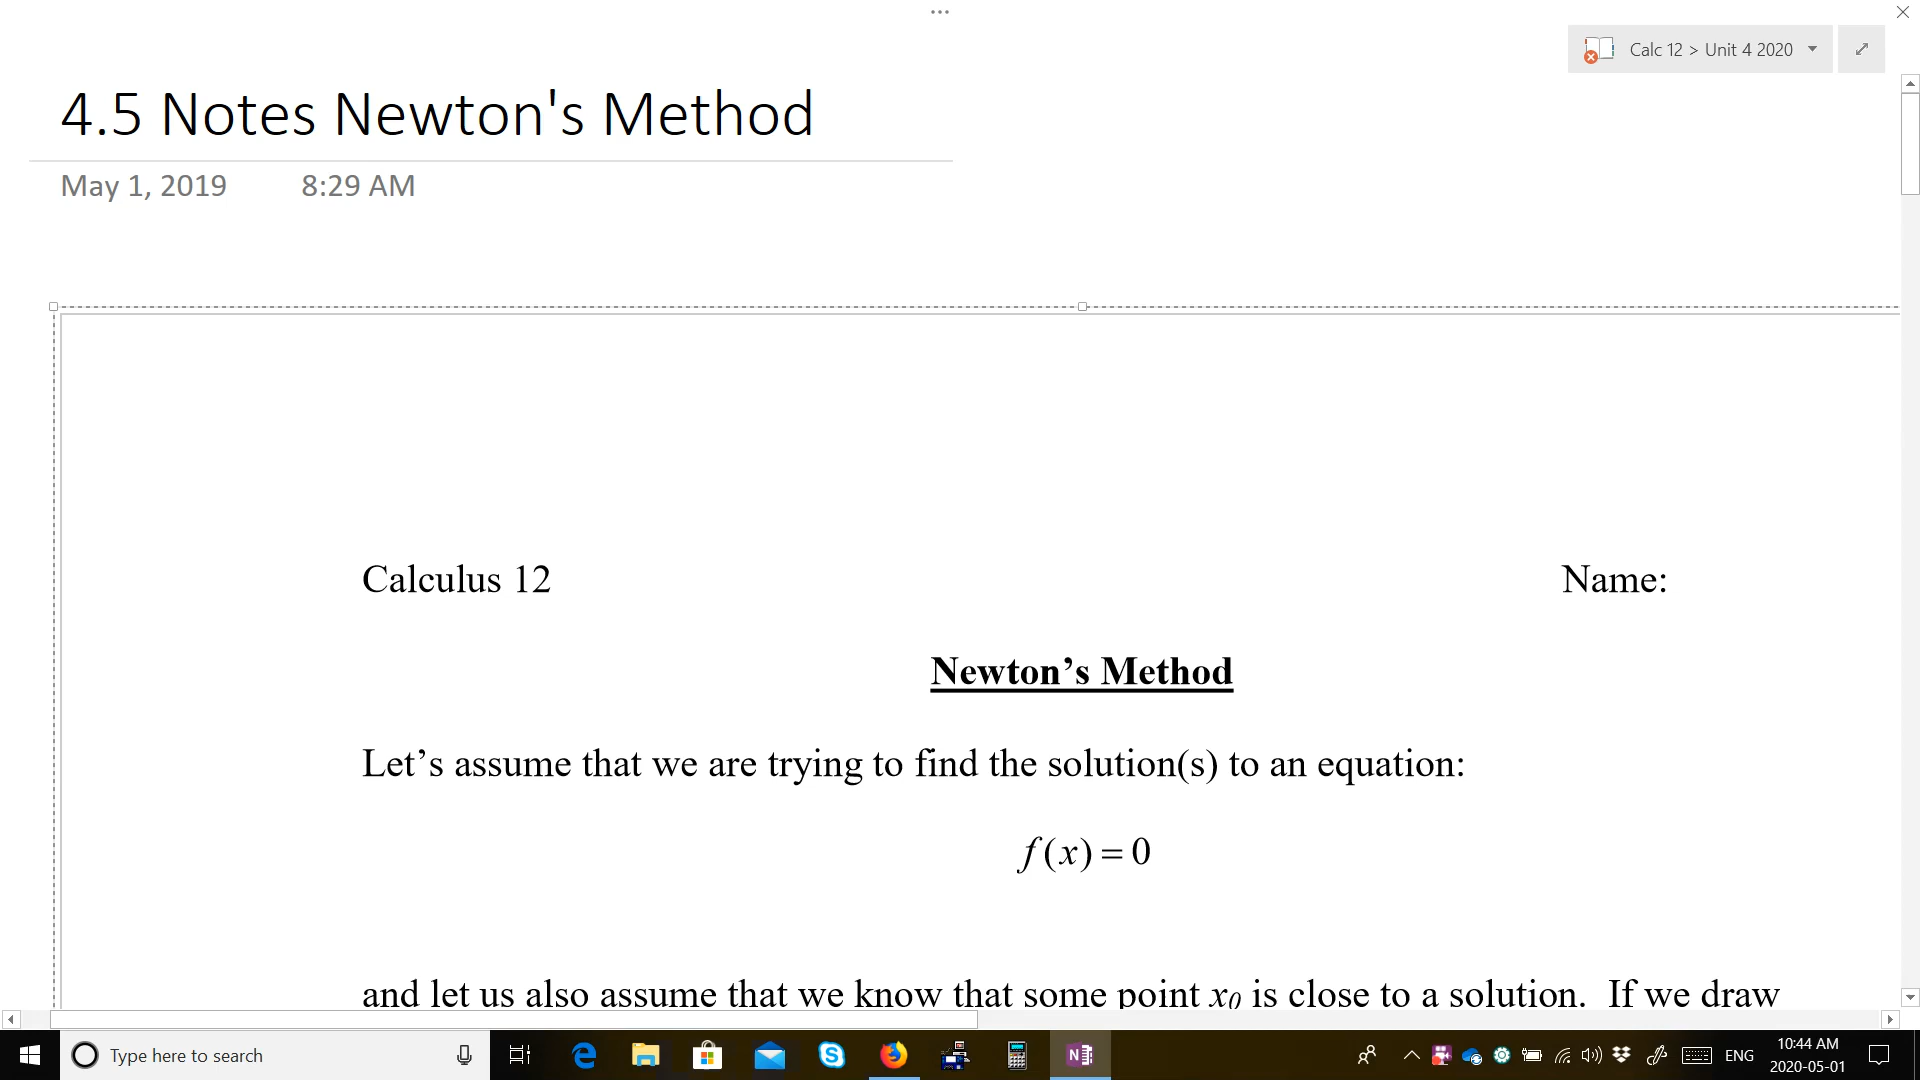 Calc 12 > Unit 4 2020
4.5 Notes Newton's Method
May 1, 2019 8:29 AM
Calculus 12 Name:
Newton’s Method
Let’s assume that we are trying to find the solution(s) to an equation:
f(x) = 0
and let us also assume that we know that some point x₀ is close to a solution. If we draw
Type here to search
ENG
10:44 AM
2020-05-01